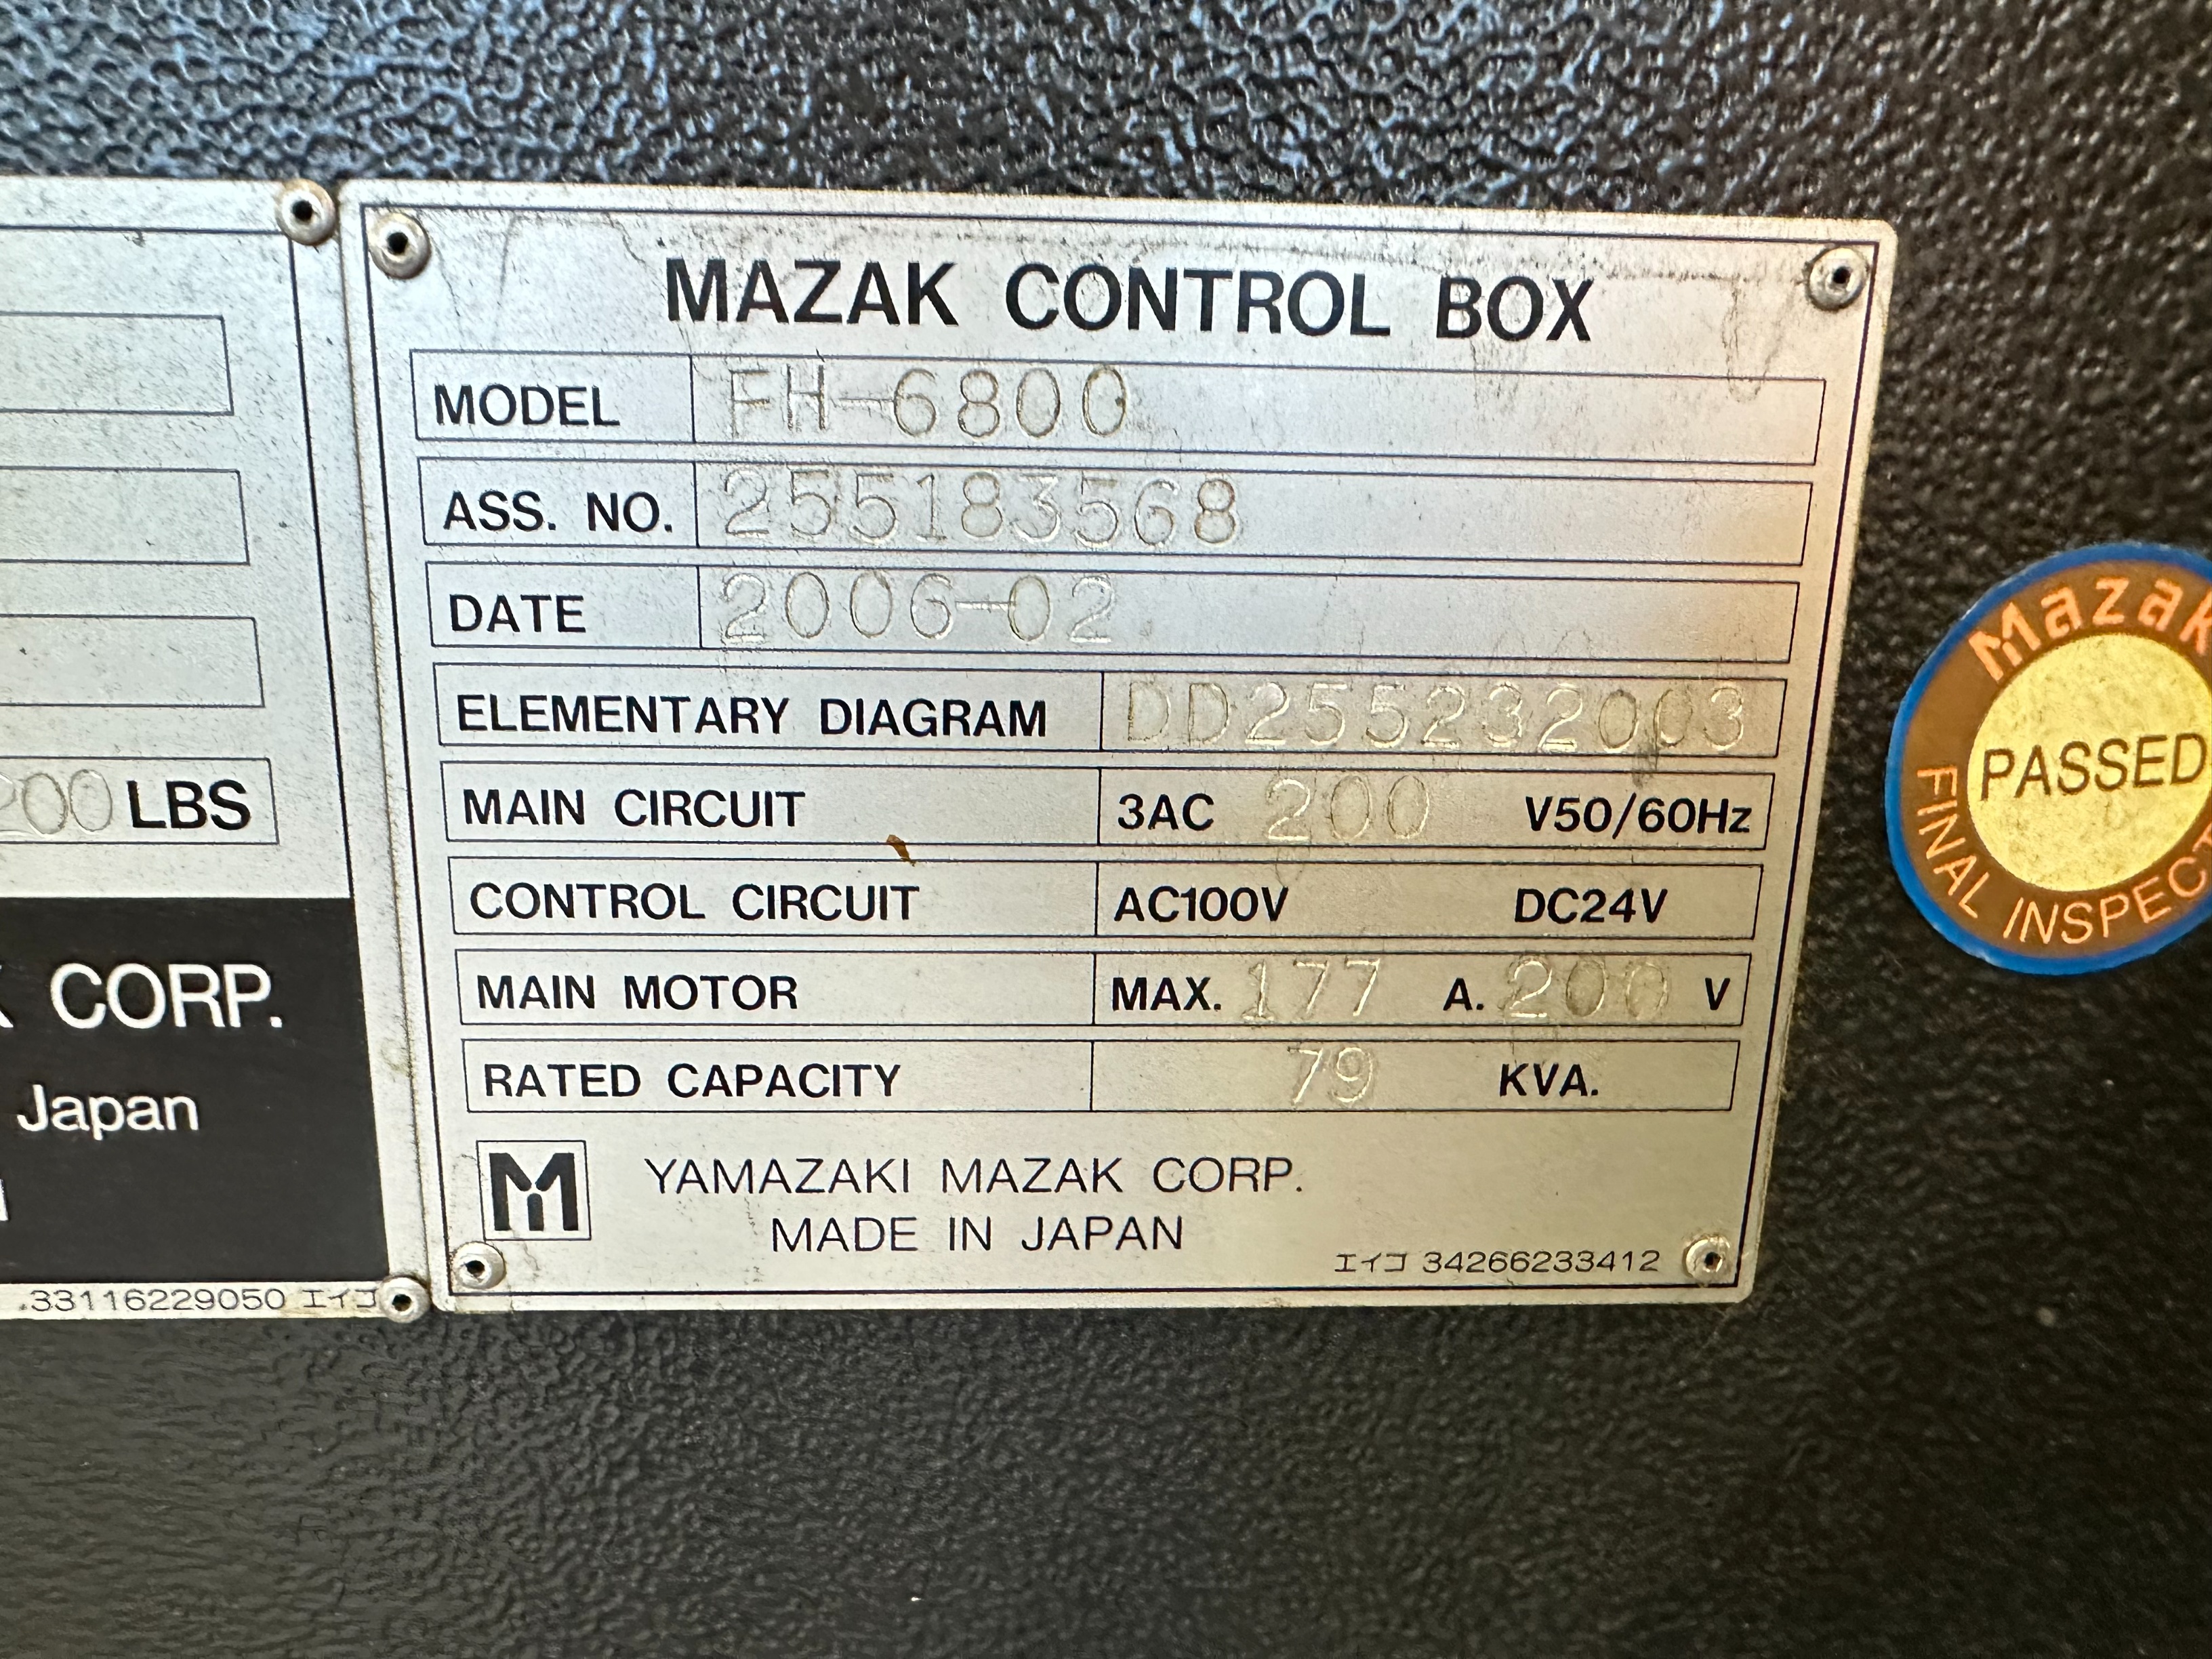 MAZAK CONTROL BOX
MODEL FH-6800
ASS. NO. 255183568
DATE 2006-02
ELEMENTARY DIAGRAM DD255232003
MAIN CIRCUIT 3AC 200 V50/60Hz
CONTROL CIRCUIT AC100V DC24V
MAIN MOTOR MAX. 177 A. 200 V
RATED CAPACITY 79 KVA.
YAMAZAKI MAZAK CORP.
MADE IN JAPAN
エイコ 34266233412
LBS
CORP.
Japan
.33116229050 エイコ
Mazak
PASSED
FINAL INSPECT